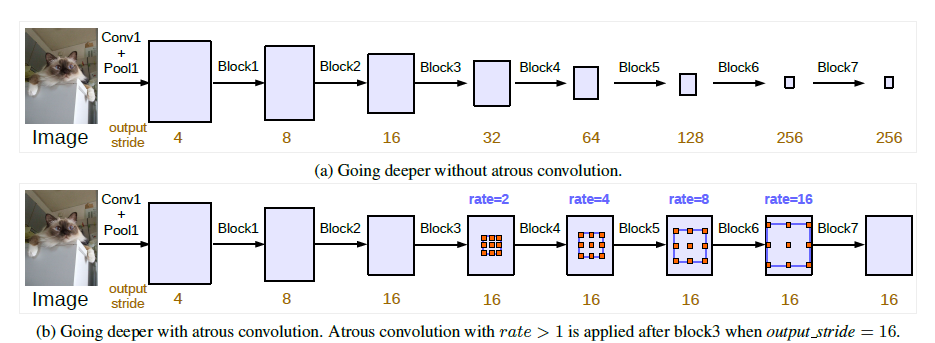 Conv1
+
Pool1
Block1 Block2 Block3 Block4 Block5 Block6 Block7
Image output stride 4 8 16 32 64 128 256 256
(a) Going deeper without atrous convolution.
rate=2 rate=4 rate=8 rate=16
Conv1
+
Pool1
Block1 Block2 Block3 Block4 Block5 Block6 Block7
Image output stride 4 8 16 16 16 16 16 16
(b) Going deeper with atrous convolution. Atrous convolution with rate > 1 is applied after block3 when output_stride = 16.